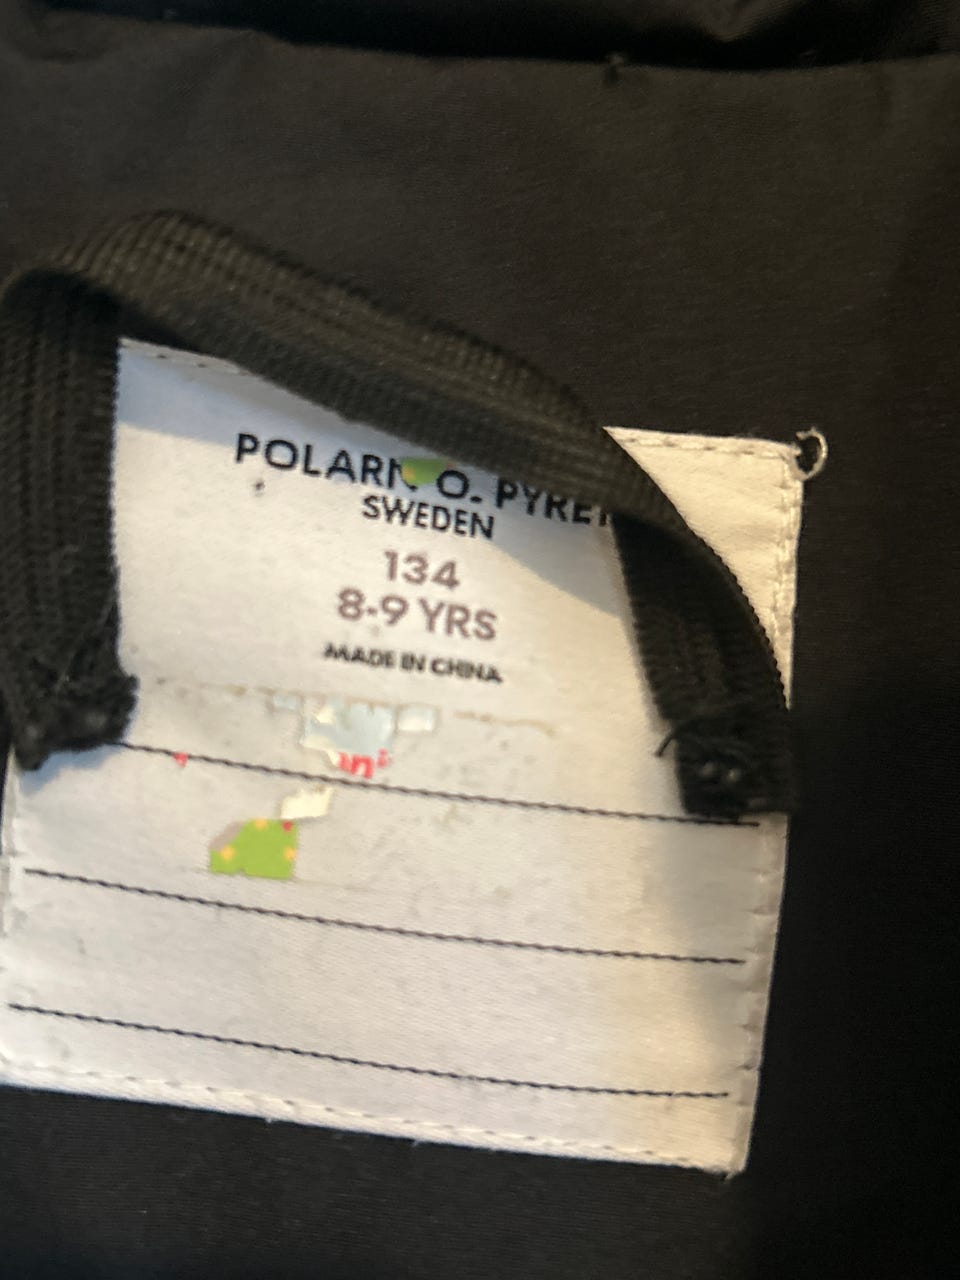 POLARN O. PYRET
SWEDEN
134
8-9 YRS
MADE IN CHINA